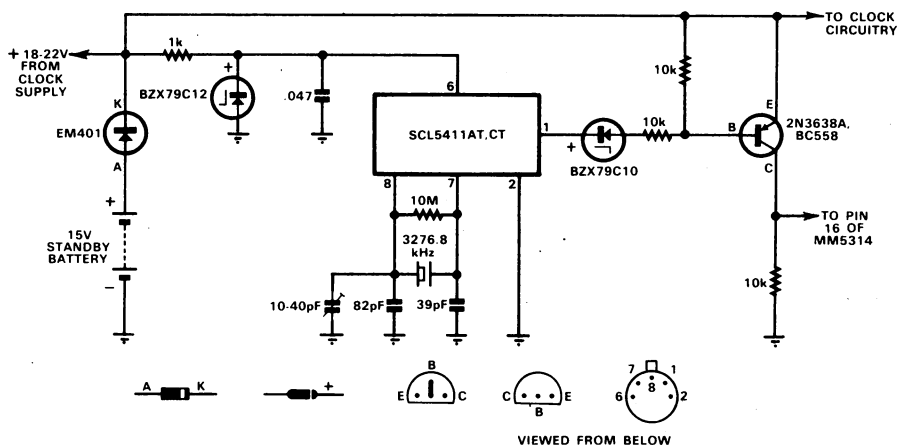 + 18-22V
FROM
CLOCK
SUPPLY
1k
TO CLOCK
CIRCUITRY
K
EM401
A
+
BZX79C12
.047
6
SCL5411AT,CT
1
8
7
2
+
BZX79C10
10k
10k
B
E
2N3638A,
BC558
C
TO PIN
16 OF
MM5314
10k
+
15V
STANDBY
BATTERY
–
10M
3276.8
kHz
10-40pF
82pF
39pF
A
K
+
B
E
C
C
B
E
7
1
8
6
2
VIEWED FROM BELOW